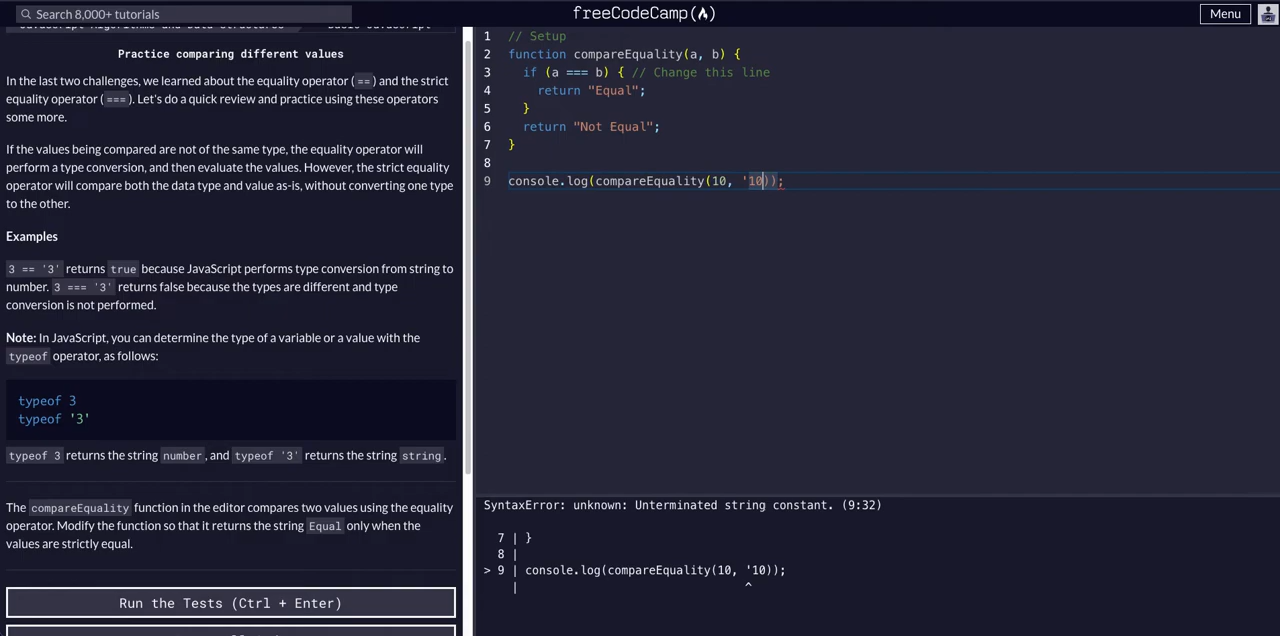 Search 8,000+ tutorials
freeCodeCamp
Menu
Practice comparing different values
In the last two challenges, we learned about the equality operator (==) and the strict
equality operator (===). Let's do a quick review and practice using these operators
some more.
If the values being compared are not of the same type, the equality operator will
perform a type conversion, and then evaluate the values. However, the strict equality
operator will compare both the data type and value as-is, without converting one type
to the other.
Examples
3 == '3' returns true because JavaScript performs type conversion from string to
number. 3 === '3' returns false because the types are different and type
conversion is not performed.
Note: In JavaScript, you can determine the type of a variable or a value with the
typeof operator, as follows:
typeof 3
typeof '3'
typeof 3 returns the string number, and typeof '3' returns the string string.
The compareEquality function in the editor compares two values using the equality
operator. Modify the function so that it returns the string Equal only when the
values are strictly equal.
Run the Tests (Ctrl + Enter)
1 // Setup
2 function compareEquality(a, b) {
3 if (a === b) { // Change this line
4 return "Equal";
5 }
6 return "Not Equal";
7 }
8
9 console.log(compareEquality(10, '10));
SyntaxError: unknown: Unterminated string constant. (9:32)
7 | }
8 |
> 9 | console.log(compareEquality(10, '10));
| ^